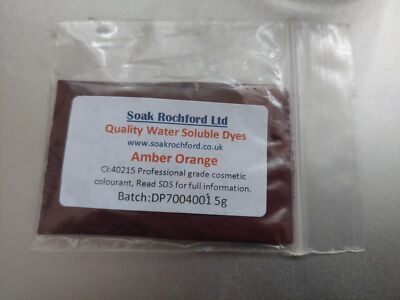 Soak Rochford Ltd
Quality Water Soluble Dyes
www.soakrochford.co.uk
Amber Orange
CI:40215 Professional grade cosmetic
colourant, Read SDS for full information.
Batch:DP7004001 5g